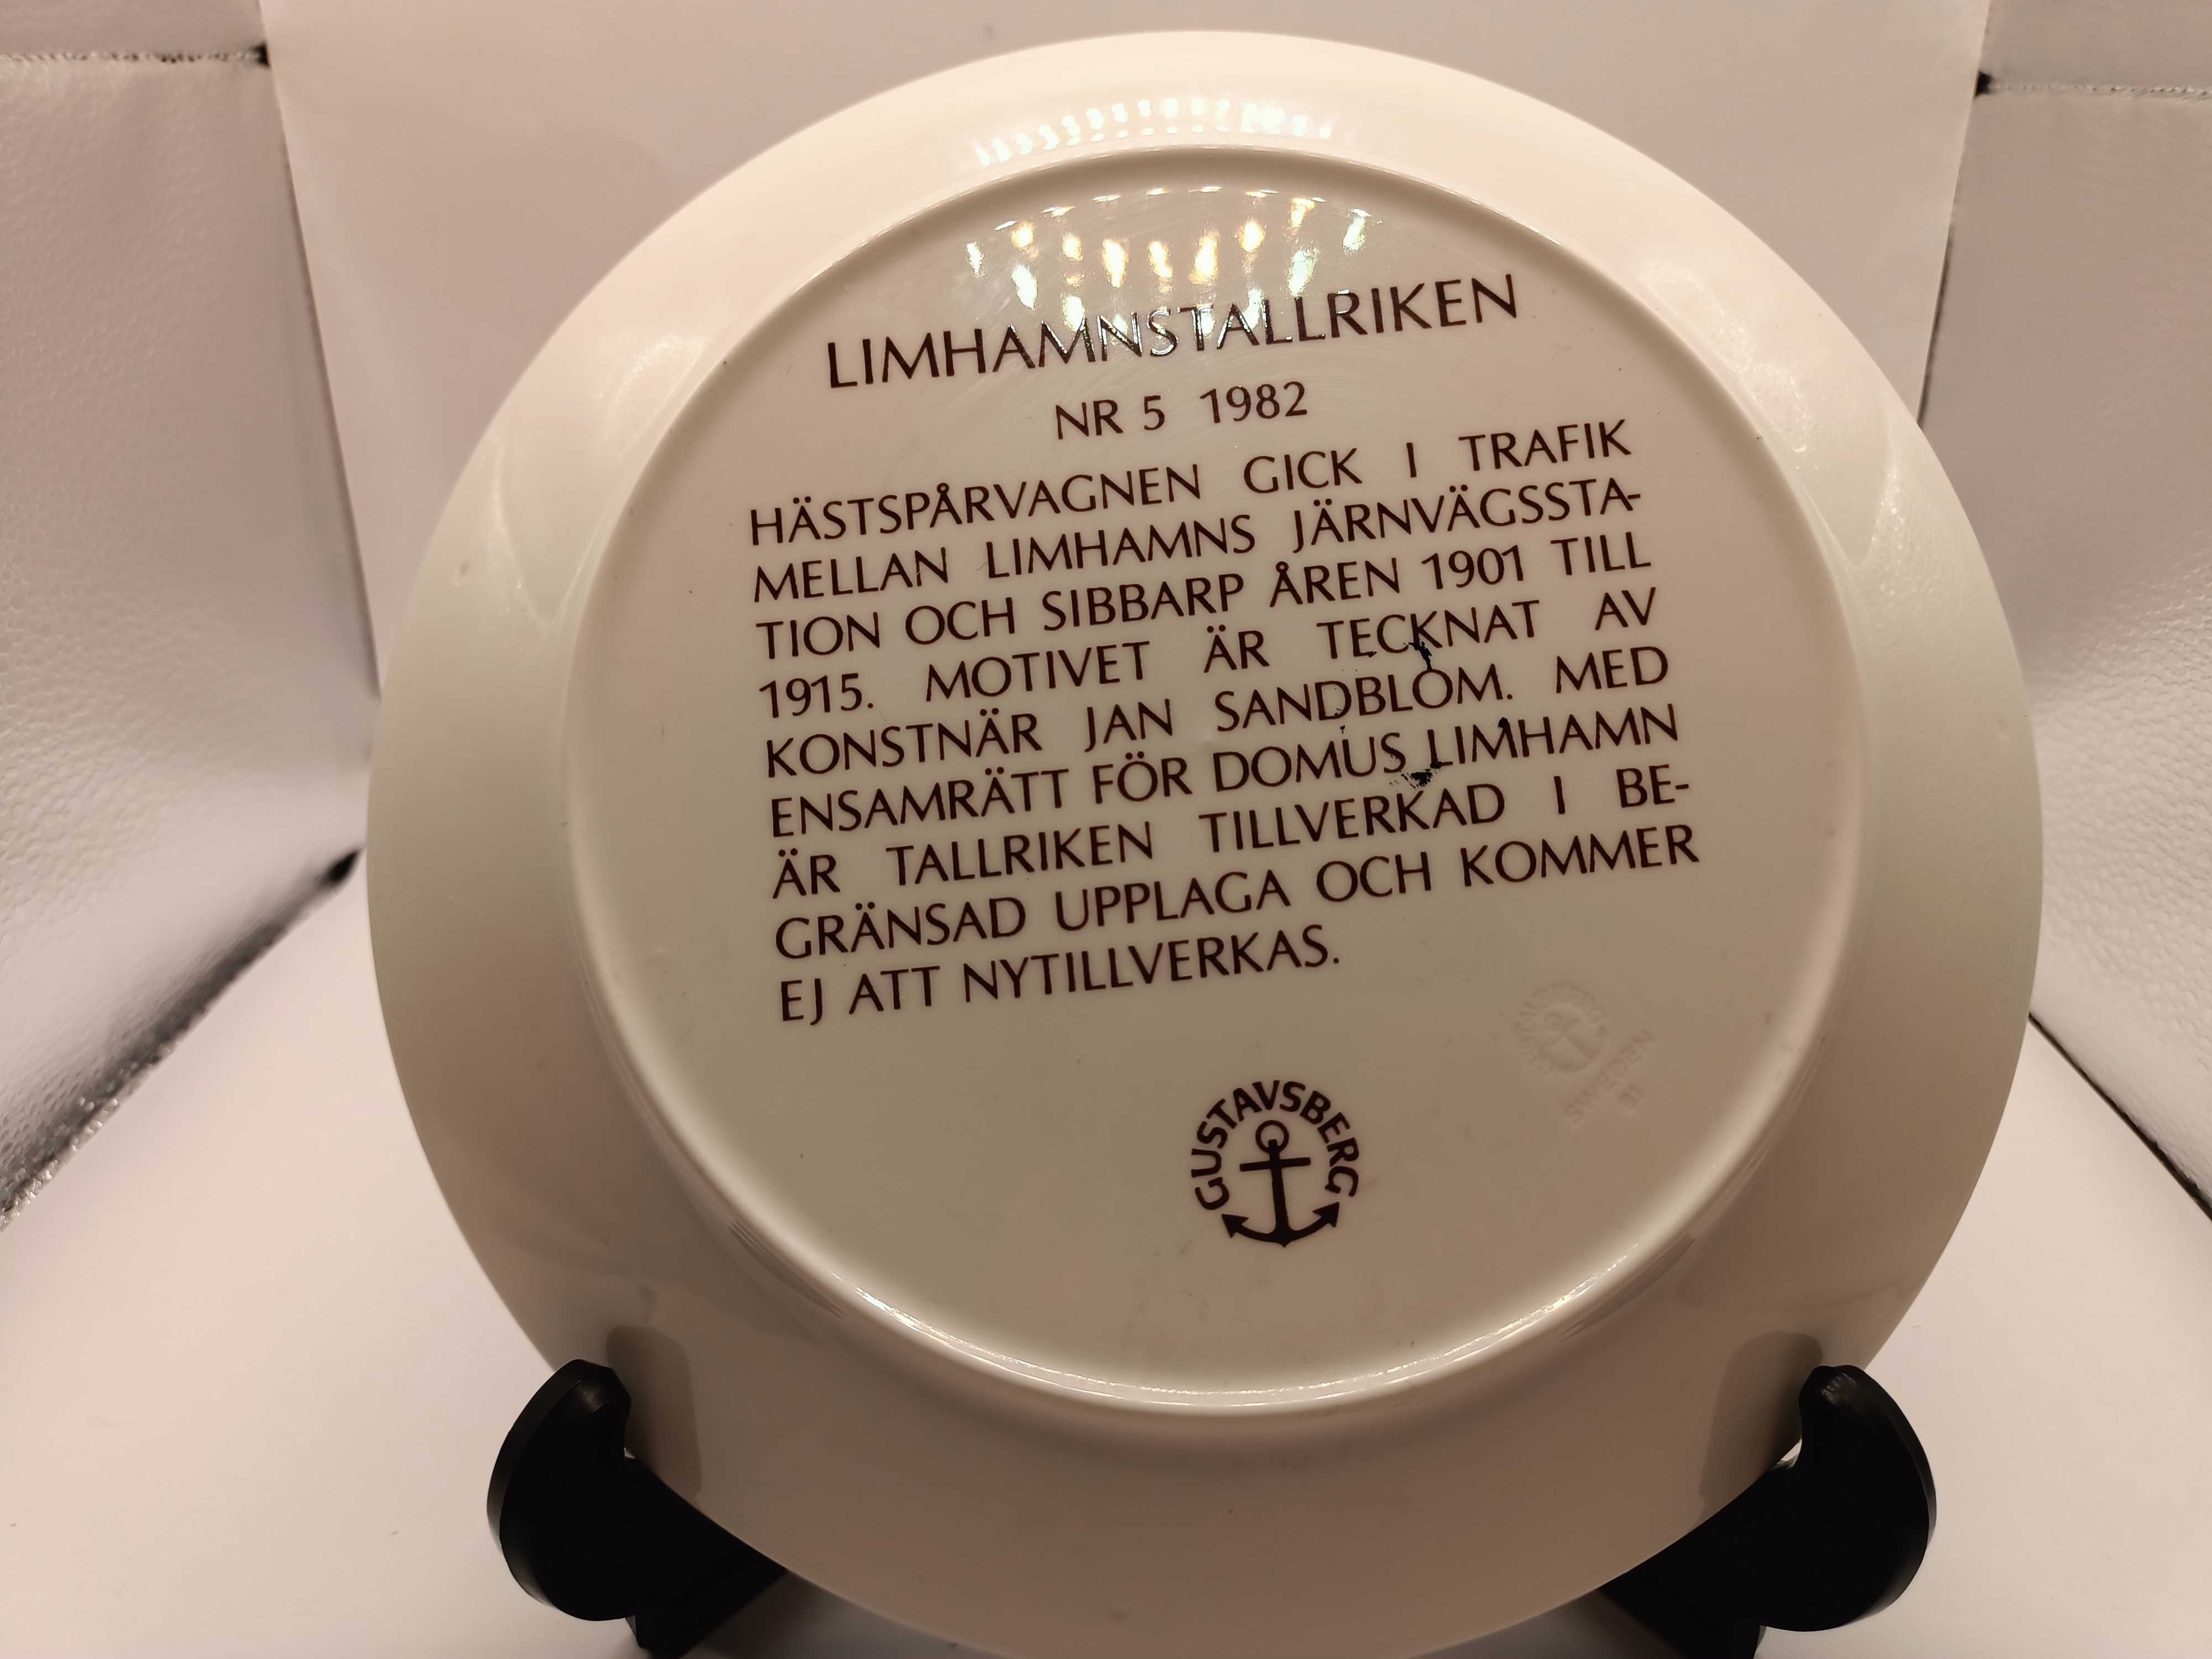 LIMHAMNSTALLRIKEN
NR 5 1982
HÄSTSPÅRVAGNEN GICK I TRAFIK
MELLAN LIMHAMNS JÄRNVÄGSSTA-
TION OCH SIBBARP ÅREN 1901 TILL
1915. MOTIVET ÄR TECKNAT AV
KONSTNÄR JAN SANDBLOM. MED
ENSAMRÄTT FÖR DOMUS LIMHAMN
ÄR TALLRIKEN TILLVERKAD I BE-
GRÄNSAD UPPLAGA OCH KOMMER
EJ ATT NYTILLVERKAS.
GUSTAVSBERG
SWEDEN